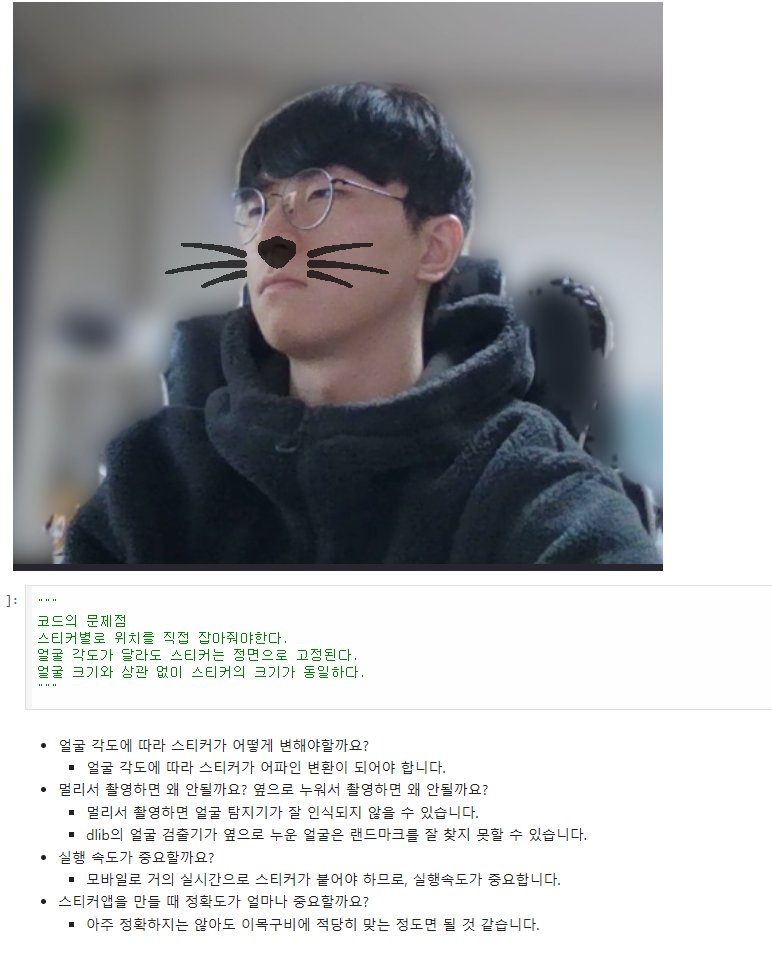 ]:
"""
코드의 문제점
스티커별로 위치를 직접 잡아줘야한다.
얼굴 각도가 달라도 스티커는 정면으로 고정된다.
얼굴 크기와 상관 없이 스티커의 크기가 동일하다.
"""
얼굴 각도에 따라 스티커가 어떻게 변해야할까요?
얼굴 각도에 따라 스티커가 어파인 변환이 되어야 합니다.
멀리서 촬영하면 왜 안될까요? 옆으로 누워서 촬영하면 왜 안될까요?
멀리서 촬영하면 얼굴 탐지기가 잘 인식되지 않을 수 있습니다.
dlib의 얼굴 검출기가 옆으로 누운 얼굴은 랜드마크를 잘 찾지 못할 수 있습니다.
실행 속도가 중요할까요?
모바일로 거의 실시간으로 스티커가 붙어야 하므로, 실행속도가 중요합니다.
스티커앱을 만들 때 정확도가 얼마나 중요할까요?
아주 정확하지는 않아도 이목구비에 적당히 맞는 정도면 될 것 같습니다.